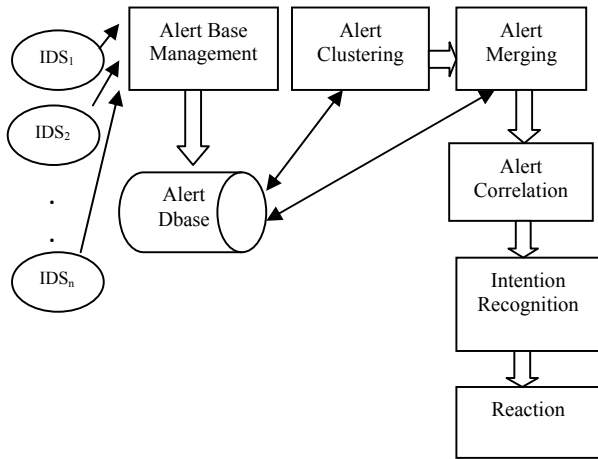 IDS1
IDS2
.
.
IDSn
Alert Base
Management
Alert
Dbase
Alert
Clustering
Alert
Merging
Alert
Correlation
Intention
Recognition
Reaction